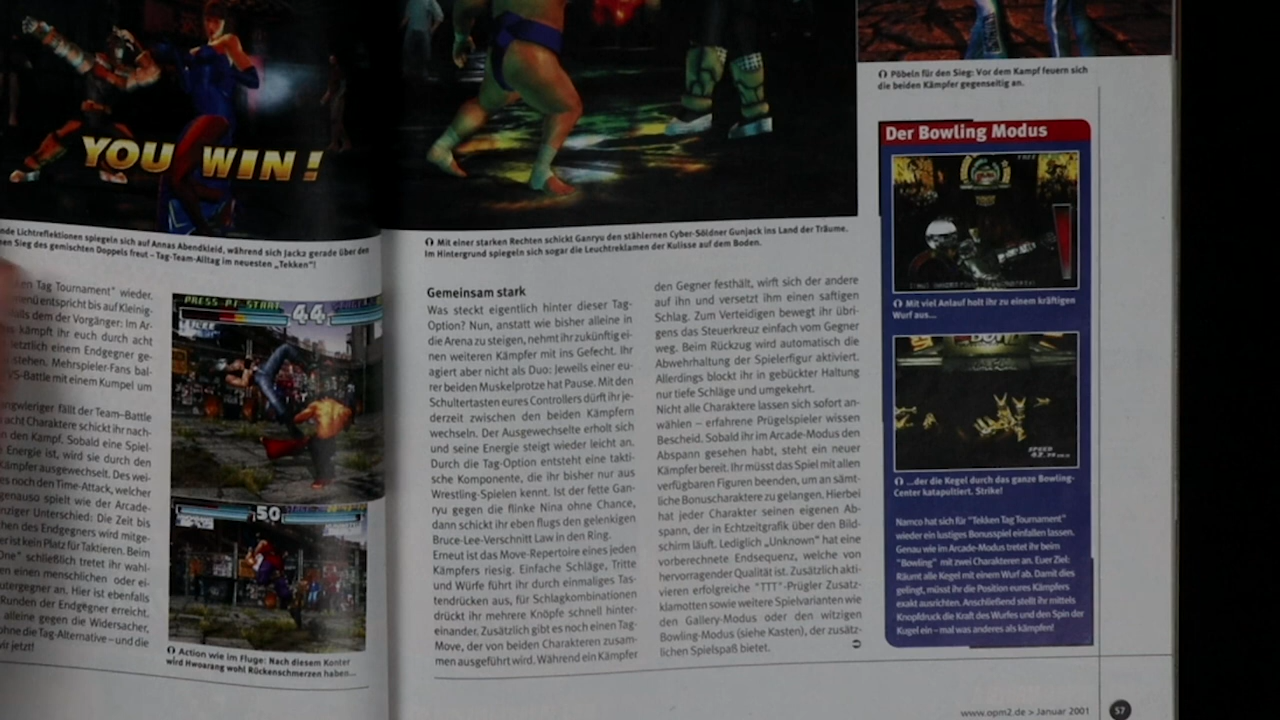 YOU WIN!
nde Lichtreflektionen spiegeln sich auf Annas Abendkleid, während sich Jack2 gerade über den
en Sieg des gemischten Doppels freut – Tag-Team-Alltag im neuesten „Tekken"!
ken Tag Tournament" wieder.
menü entspricht bis auf Kleinig-
alls dem der Vorgänger: Im Ar-
kämpft ihr euch durch acht
letztlich einem Endgegner ge-
stehen. Mehrspieler-Fans bal-
VS-Battle mit einem Kumpel um
angwieriger fällt der Team–Battle
acht Charaktere schickt ihr nach-
n den Kampf. Sobald eine Spiel-
Energie ist, wird sie durch den
Kämpfer ausgewechselt. Des wei-
es noch den Time-Attack, welcher
genauso spielt wie der Arcade-
nziger Unterschied: Die Zeit bis
hen des Endgegners wird mitge-
er ist kein Platz für Taktieren. Beim
One" schließlich tretet ihr wahl-
en einen menschlichen oder ei-
utergegner an. Hier ist ebenfalls
Runden der Endgegner erreicht.
alleine gegen die Widersacher,
ohne die Tag-Alternative – und die
wir jetzt!
PRESS P2 START
44
50
Action wie im Fluge: Nach diesem Konter
wird Hwoarang wohl Rückenschmerzen haben...
Mit einer starken Rechten schickt Ganryu den stählernen Cyber-Söldner Gunjack ins Land der Träume.
Im Hintergrund spiegeln sich sogar die Leuchtreklamen der Kulisse auf dem Boden.
Gemeinsam stark
Was steckt eigentlich hinter dieser Tag-
Option? Nun, anstatt wie bisher alleine in
die Arena zu steigen, nehmt ihr zukünftig ei-
nen weiteren Kämpfer mit ins Gefecht. Ihr
agiert aber nicht als Duo: Jeweils einer eu-
rer beiden Muskelprotze hat Pause. Mit den
Schultertasten eures Controllers dürft ihr je-
derzeit zwischen den beiden Kämpfern
wechseln. Der Ausgewechselte erholt sich
und seine Energie steigt wieder leicht an.
Durch die Tag-Option entsteht eine takti-
sche Komponente, die ihr bisher nur aus
Wrestling-Spielen kennt. Ist der fette Gan-
ryu gegen die flinke Nina ohne Chance,
dann schickt ihr eben flugs den gelenkigen
Bruce-Lee-Verschnitt Law in den Ring.
Erneut ist das Move-Repertoire eines jeden
Kämpfers riesig. Einfache Schläge, Tritte
und Würfe führt ihr durch einmaliges Tas-
tendrücken aus, für Schlagkombinationen
drückt ihr mehrere Knöpfe schnell hinter-
einander. Zusätzlich gibt es noch einen Tag-
Move, der von beiden Charakteren zusam-
men ausgeführt wird. Während ein Kämpfer
den Gegner festhält, wirft sich der andere
auf ihn und versetzt ihm einen saftigen
Schlag. Zum Verteidigen bewegt ihr übri-
gens das Steuerkreuz einfach vom Gegner
weg. Beim Rückzug wird automatisch die
Abwehrhaltung der Spielerfigur aktiviert.
Allerdings blockt ihr in gebückter Haltung
nur tiefe Schläge und umgekehrt.
Nicht alle Charaktere lassen sich sofort an-
wählen – erfahrene Prügelspieler wissen
Bescheid. Sobald ihr im Arcade-Modus den
Abspann gesehen habt, steht ein neuer
Kämpfer bereit. Ihr müsst das Spiel mit allen
verfügbaren Figuren beenden, um an sämt-
liche Bonuscharaktere zu gelangen. Hierbei
hat jeder Charakter seinen eigenen Ab-
spann, der in Echtzeitgrafik über den Bild-
schirm läuft. Lediglich „Unknown" hat eine
vorberechnete Endsequenz, welche von
hervorragender Qualität ist. Zusätzlich akti-
vieren erfolgreiche "TTT"-Prügler Zusatz-
klamotten sowie weitere Spielvarianten wie
den Gallery-Modus oder den witzigen
Bowling-Modus (siehe Kasten), der zusätz-
lichen Spielspaß bietet.
Pöbeln für den Sieg: Vor dem Kampf feuern sich
die beiden Kämpfer gegenseitig an.
Der Bowling Modus
Mit viel Anlauf holt ihr zu einem kräftigen
Wurf aus...
SPEED
...der die Kegel durch das ganze Bowling-
Center katapultiert. Strike!
Namco hat sich für "Tekken Tag Tournament"
wieder ein lustiges Bonusspiel einfallen lassen.
Genau wie im Arcade-Modus tretet ihr beim
"Bowling" mit zwei Charakteren an. Euer Ziel:
Räumt alle Kegel mit einem Wurf ab. Damit dies
gelingt, müsst ihr die Position eures Kämpfers
exakt ausrichten. Anschließend stellt ihr mittels
Knopfdruck die Kraft des Wurfes und den Spin der
Kugel ein – mal was anderes als kämpfen!
www.opm2.de > Januar 2001 57